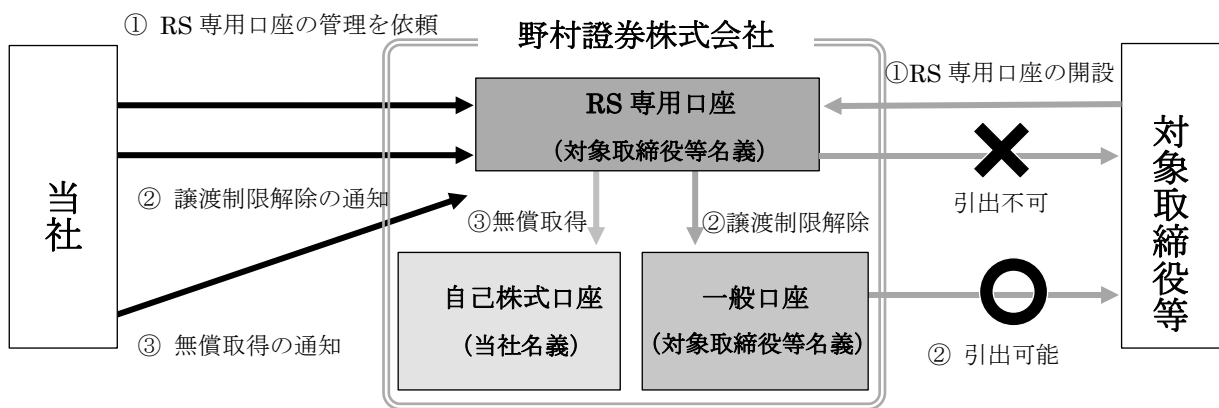 ① RS 専用口座の管理を依頼
野村證券株式会社
①RS 専用口座の開設
当社
RS 専用口座
(対象取締役等名義)
対象取締役等
② 譲渡制限解除の通知
引出不可
③無償取得
②譲渡制限解除
自己株式口座
(当社名義)
一般口座
(対象取締役等名義)
③ 無償取得の通知
② 引出可能